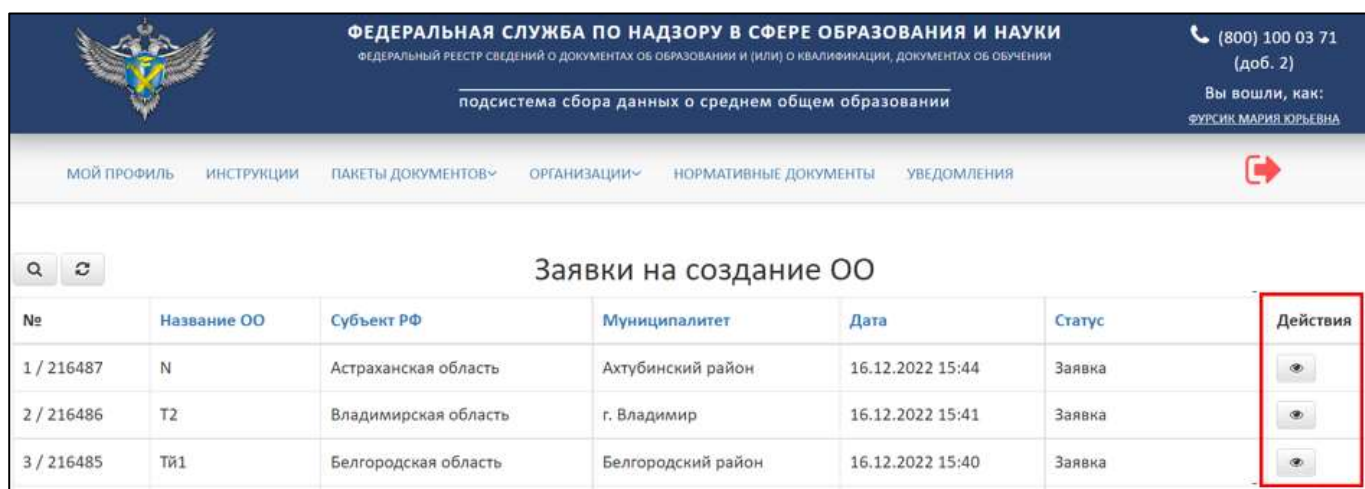 ФЕДЕРАЛЬНАЯ СЛУЖБА ПО НАДЗОРУ В СФЕРЕ ОБРАЗОВАНИЯ И НАУКИ
ФЕДЕРАЛЬНЫЙ РЕЕСТР СВЕДЕНИЙ О ДОКУМЕНТАХ ОБ ОБРАЗОВАНИИ И (ИЛИ) О КВАЛИФИКАЦИИ, ДОКУМЕНТАХ ОБ ОБУЧЕНИИ
подсистема сбора данных о среднем общем образовании
(800) 100 03 71
(доб. 2)
Вы вошли, как:
ФУРСИК МАРИЯ ЮРЬЕВНА
МОЙ ПРОФИЛЬ ИНСТРУКЦИИ ПАКЕТЫ ДОКУМЕНТОВ ОРГАНИЗАЦИИ НОРМАТИВНЫЕ ДОКУМЕНТЫ УВЕДОМЛЕНИЯ
Заявки на создание ОО
№ Название ОО Субъект РФ Муниципалитет Дата Статус Действия
1 / 216487 N Астраханская область Ахтубинский район 16.12.2022 15:44 Заявка
2 / 216486 Т2 Владимирская область г. Владимир 16.12.2022 15:41 Заявка
3 / 216485 Тй1 Белгородская область Белгородский район 16.12.2022 15:40 Заявка